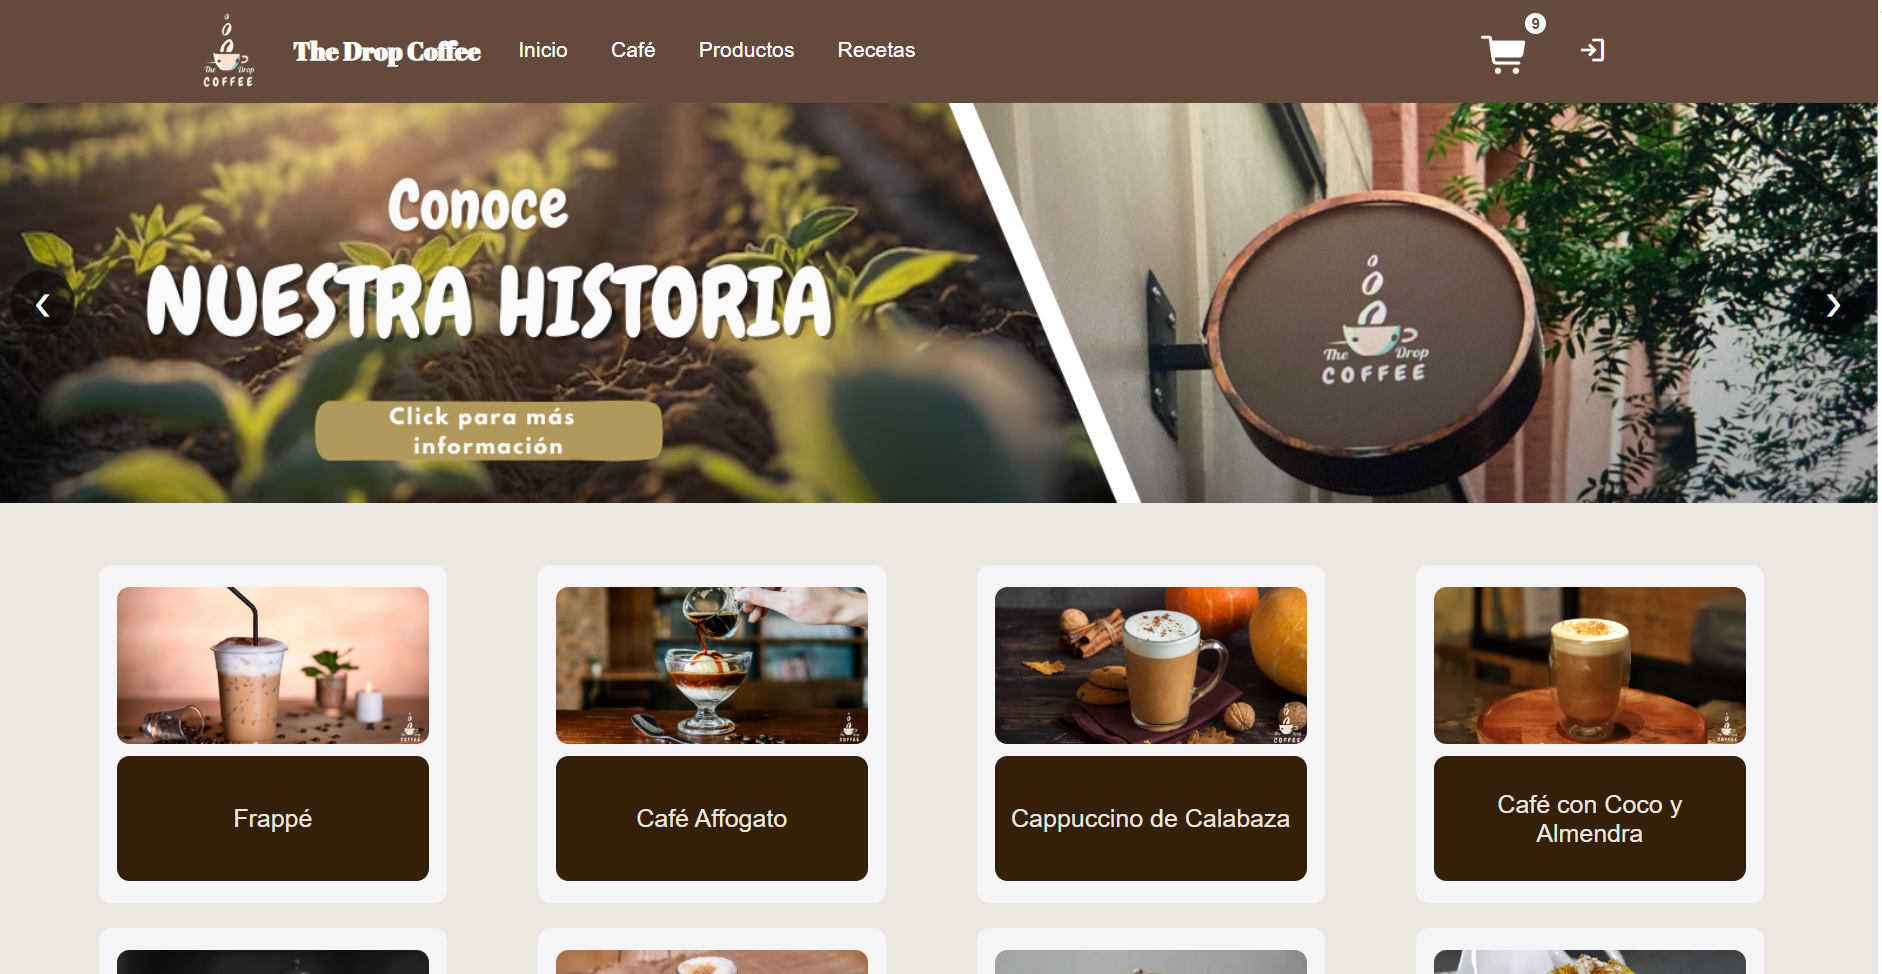 The Drop
COFFEE
The Drop Coffee
Inicio
Café
Productos
Recetas
9
Conoce
NUESTRA HISTORIA
Click para más
información
The Drop
COFFEE
Frappé
Café Affogato
Cappuccino de Calabaza
Café con Coco y
Almendra